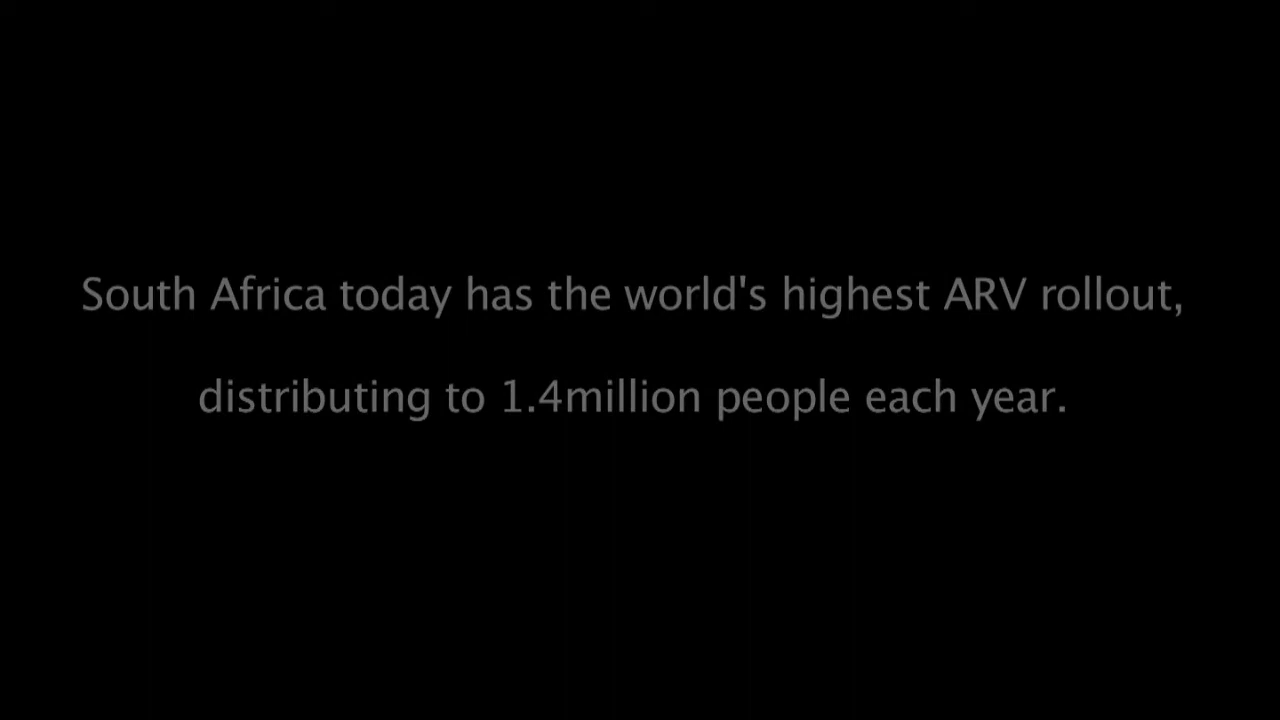 South Africa today has the world's highest ARV rollout,
distributing to 1.4million people each year.